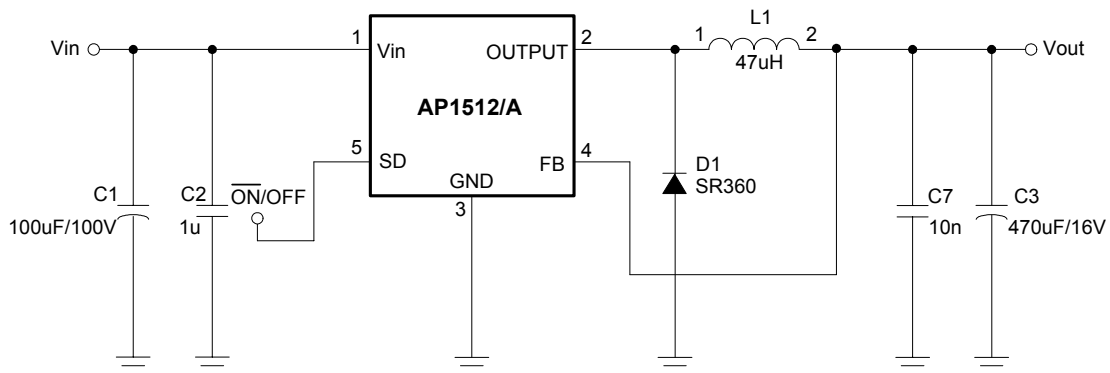 L1
Vin
1
Vin
OUTPUT
2
1
2
Vout
47uH
AP1512/A
5
SD
FB
4
D1
SR360
GND
3
C1
100uF/100V
C2
1u
ON/OFF
C7
10n
C3
470uF/16V